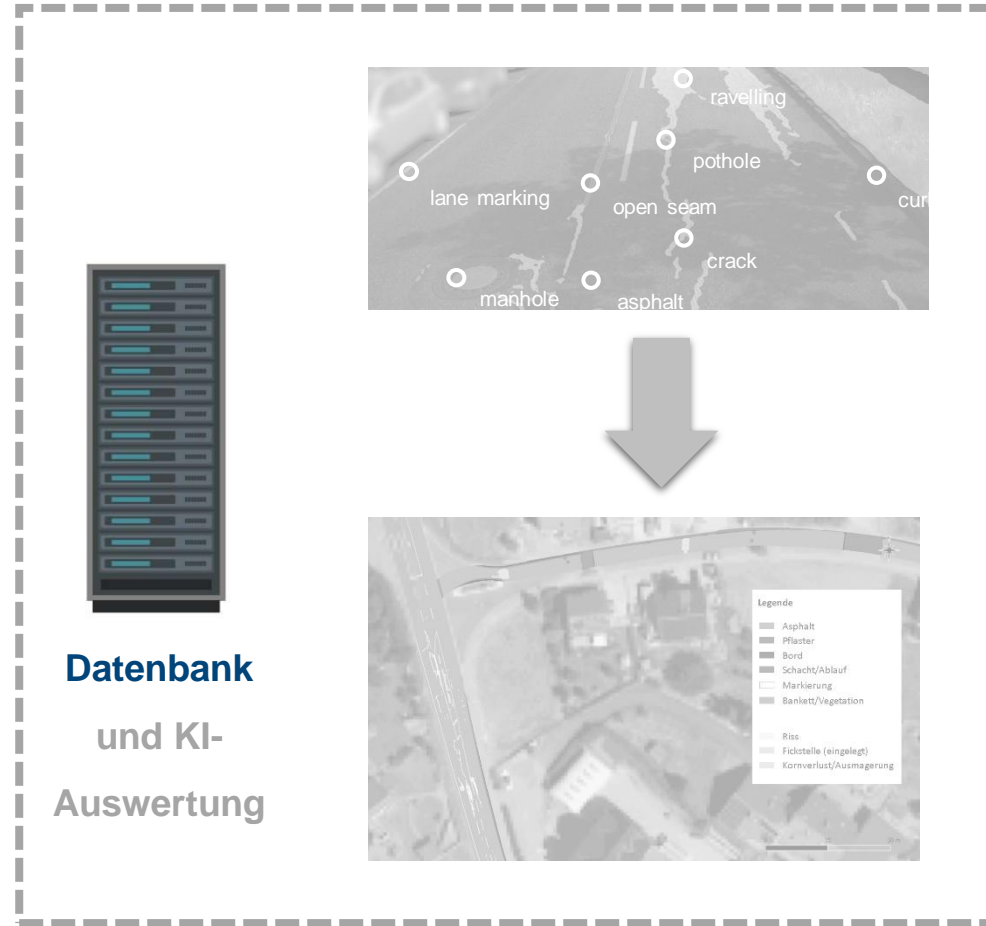 ravelling
pothole
lane marking
open seam
cur
crack
manhole
asphalt
Datenbank
und KI-
Auswertung
Legende
Asphalt
Pflaster
Bord
Schacht/Ablauf
Markierung
Bankett/Vegetation
Riss
Fickstelle (eingelegt)
Kornverlust/Ausmagerung